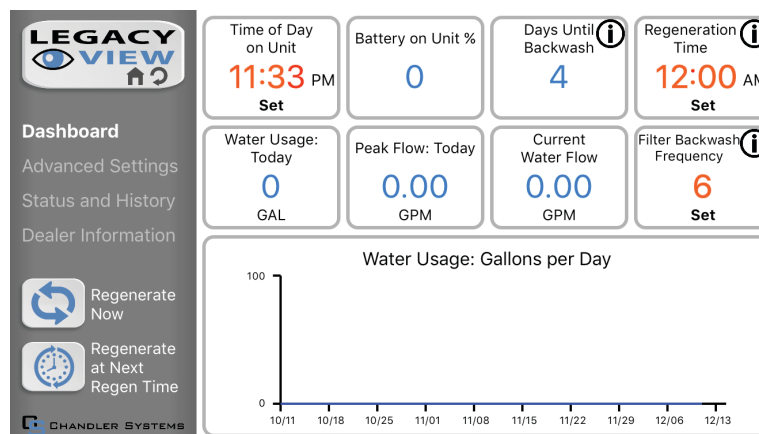 LEGACY
VIEW
Dashboard
Advanced Settings
Status and History
Dealer Information
Regenerate
Now
Regenerate
at Next
Regen Time
CHANDLER SYSTEMS
Time of Day
on Unit
11:33 PM
Set
Battery on Unit %
0
Days Until
Backwash
i
4
Regeneration
Time
i
12:00 AM
Set
Water Usage:
Today
0
GAL
Peak Flow: Today
0.00
GPM
Current
Water Flow
0.00
GPM
Filter Backwash
Frequency
i
6
Set
Water Usage: Gallons per Day
100
0
10/11 10/18 10/25 11/01 11/08 11/15 11/22 11/29 12/06 12/13